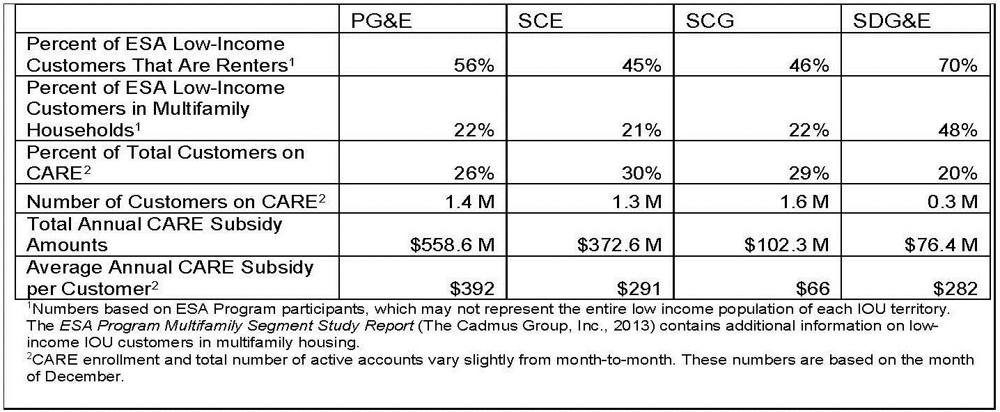 PG&E SCE SCG SDG&E
Percent of ESA Low-Income
Customers That Are Renters¹ 56% 45% 46% 70%
Percent of ESA Low-Income
Customers in Multifamily
Households¹ 22% 21% 22% 48%
Percent of Total Customers on
CARE² 26% 30% 29% 20%
Number of Customers on CARE² 1.4 M 1.3 M 1.6 M 0.3 M
Total Annual CARE Subsidy
Amounts $558.6 M $372.6 M $102.3 M $76.4 M
Average Annual CARE Subsidy
per Customer² $392 $291 $66 $282
¹Numbers based on ESA Program participants, which may not represent the entire low income population of each IOU territory.
The ESA Program Multifamily Segment Study Report (The Cadmus Group, Inc., 2013) contains additional information on low-
income IOU customers in multifamily housing.
²CARE enrollment and total number of active accounts vary slightly from month-to-month. These numbers are based on the month
of December.